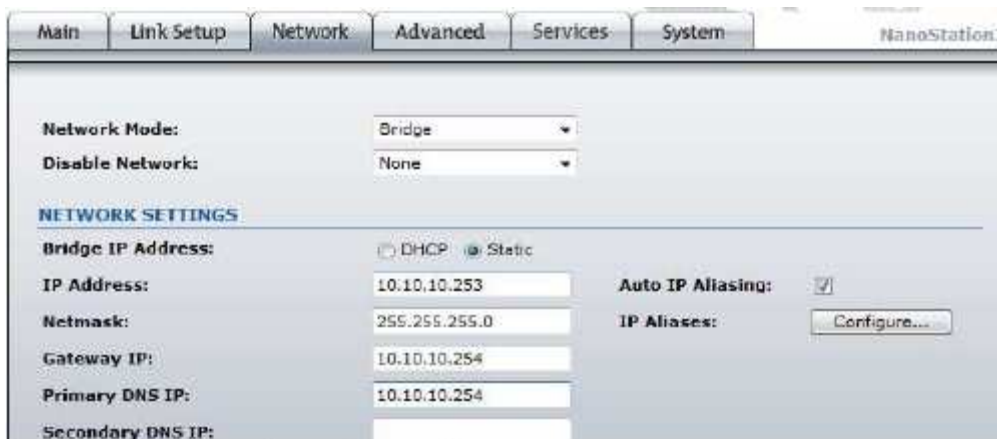 Main Link Setup Network Advanced Services System NanoStation
Network Mode: Bridge
Disable Network: None
NETWORK SETTINGS
Bridge IP Address: DHCP Static
IP Address: 10.10.10.253 Auto IP Aliasing:
Netmask: 255.255.255.0 IP Aliases: Configure...
Gateway IP: 10.10.10.254
Primary DNS IP: 10.10.10.254
Secondary DNS IP: